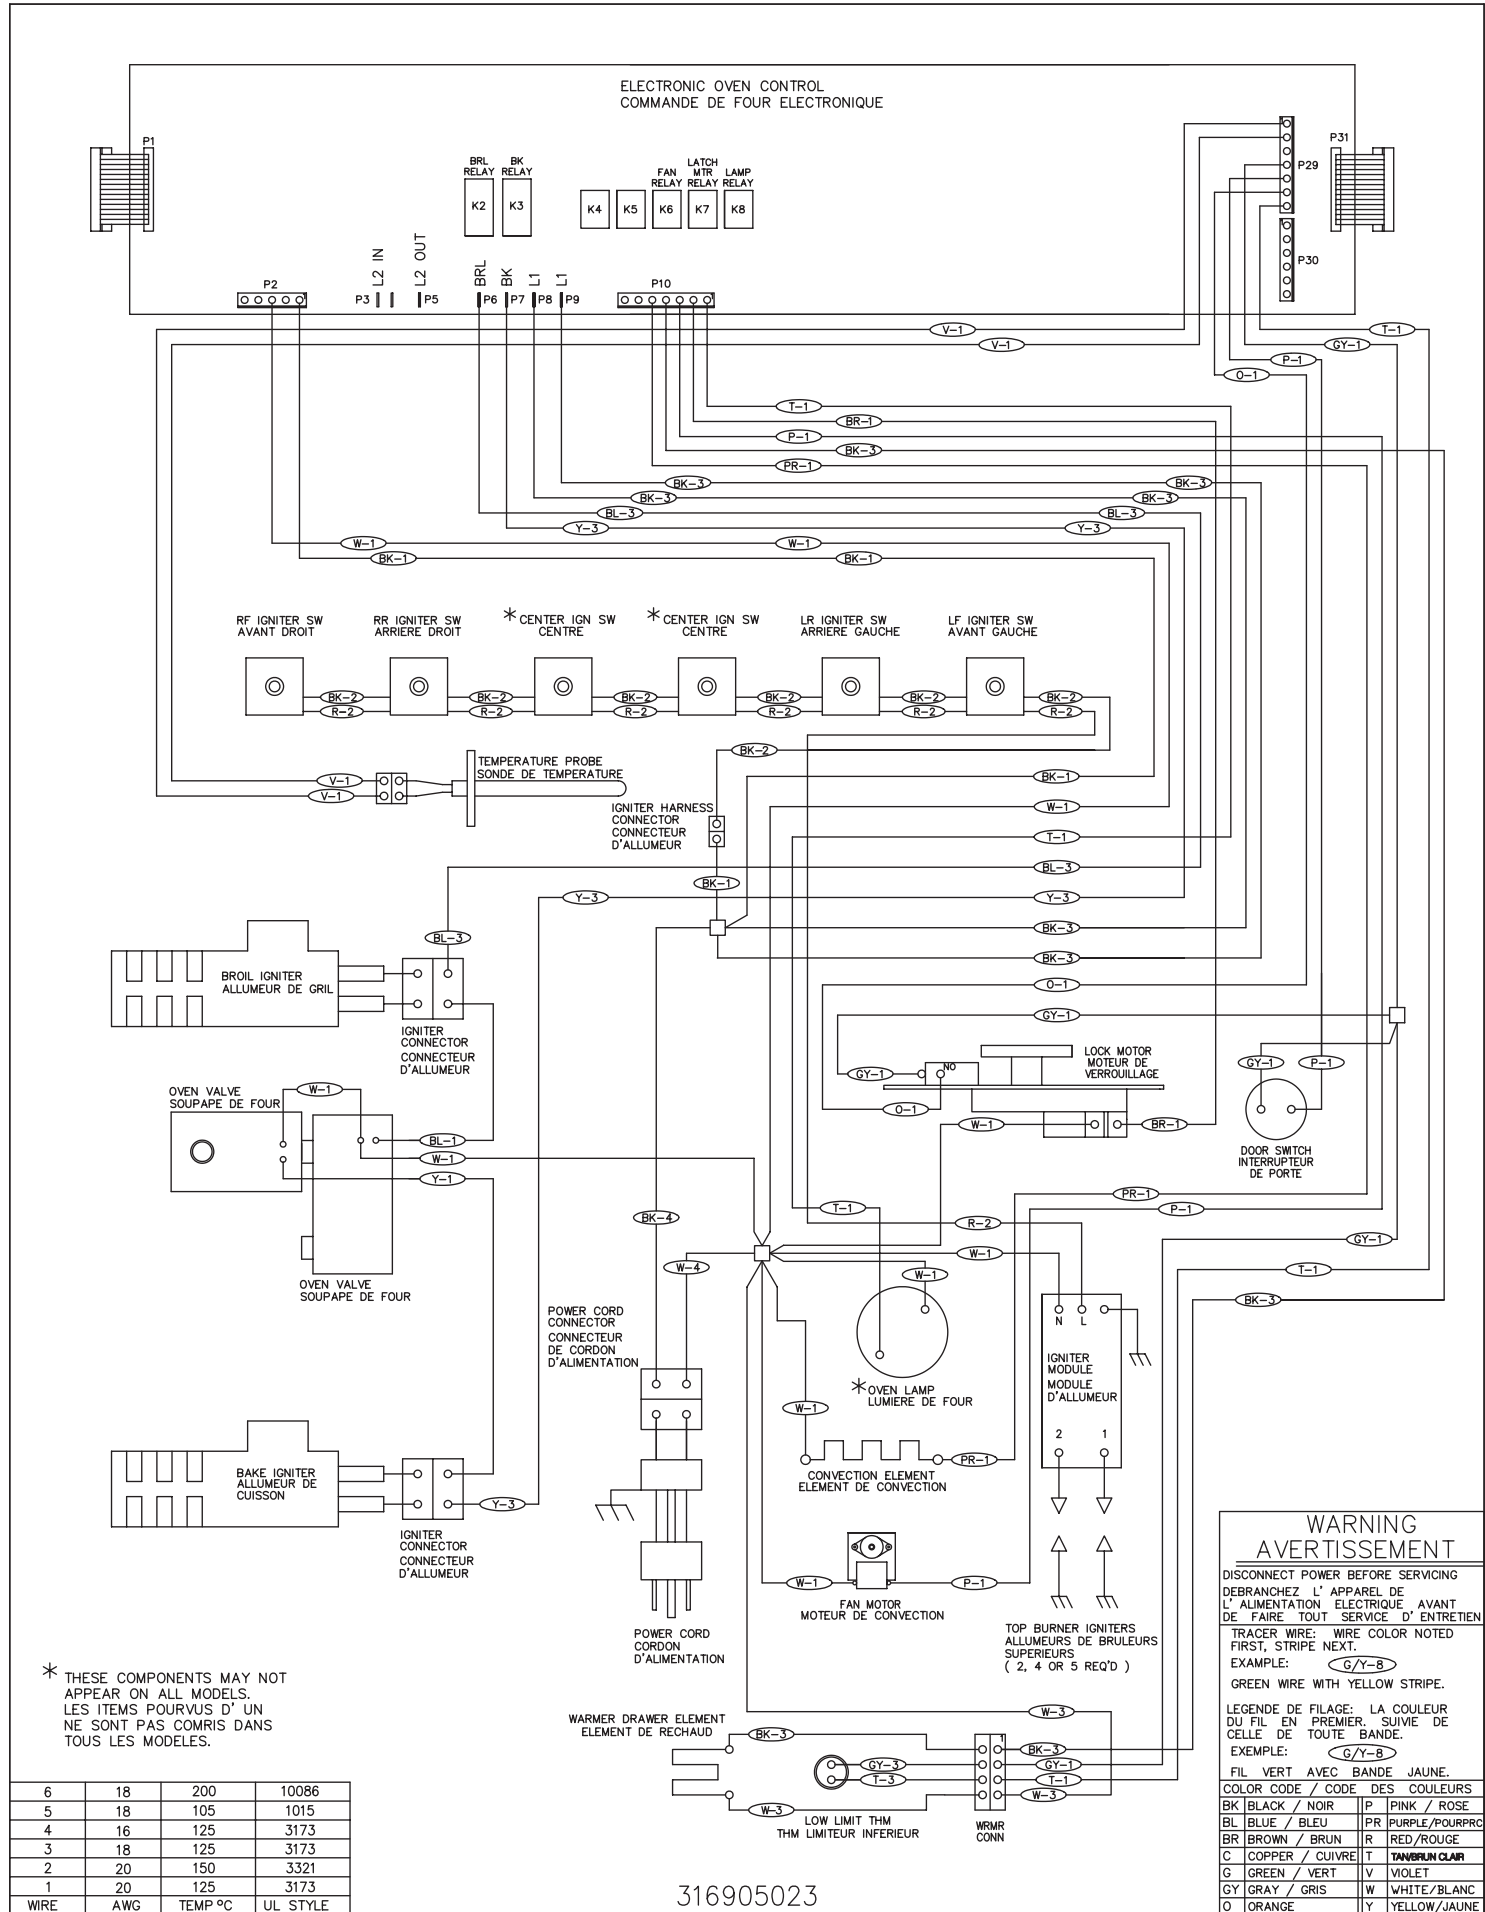 ELECTRONIC OVEN CONTROL
COMMANDE DE FOUR ELECTRONIQUE
P1
P31
BRL
RELAY
BK
RELAY
FAN
RELAY
LATCH
MTR
RELAY
LAMP
RELAY
K2
K3
K4
K5
K6
K7
K8
1
P29
1
P30
P2
1
P3
L2 IN
L2 OUT
P5
BRL
P6
BK
P7
L1
P8
L1
P9
P10
1
V-1
V-1
T-1
GY-1
P-1
O-1
T-1
BR-1
P-1
BK-3
PR-1
BK-3
BK-3
BK-3
BK-3
BL-3
BL-3
Y-3
Y-3
W-1
W-1
BK-1
BK-1
RF IGNITER SW
AVANT DROIT
RR IGNITER SW
ARRIERE DROIT
* CENTER IGN SW
CENTRE
* CENTER IGN SW
CENTRE
LR IGNITER SW
ARRIERE GAUCHE
LF IGNITER SW
AVANT GAUCHE
BK-2
BK-2
BK-2
BK-2
BK-2
BK-2
R-2
R-2
R-2
R-2
R-2
R-2
BK-2
TEMPERATURE PROBE
SONDE DE TEMPERATURE
V-1
V-1
IGNITER HARNESS
CONNECTOR
CONNECTEUR
D'ALLUMEUR
BK-1
W-1
T-1
BL-3
BK-1
Y-3
Y-3
BK-3
BL-3
BK-3
BROIL IGNITER
ALLUMEUR DE GRIL
O-1
GY-1
IGNITER
CONNECTOR
CONNECTEUR
D'ALLUMEUR
LOCK MOTOR
MOTEUR DE
VERROUILLAGE
NO
GY-1
GY-1
P-1
OVEN VALVE
SOUPAPE DE FOUR
W-1
O-1
W-1
BR-1
BL-1
W-1
Y-1
DOOR SWITCH
INTERRUPTEUR
DE PORTE
PR-1
P-1
T-1
BK-4
R-2
GY-1
W-1
W-4
W-1
T-1
OVEN VALVE
SOUPAPE DE FOUR
BK-3
POWER CORD
CONNECTOR
CONNECTEUR
DE CORDON
D'ALIMENTATION
N
L
IGNITER
MODULE
MODULE
D'ALLUMEUR
2
1
* OVEN LAMP
LUMIERE DE FOUR
W-1
PR-1
CONVECTION ELEMENT
ELEMENT DE CONVECTION
BAKE IGNITER
ALLUMEUR DE
CUISSON
Y-3
IGNITER
CONNECTOR
CONNECTEUR
D'ALLUMEUR
W-1
P-1
FAN MOTOR
MOTEUR DE CONVECTION
POWER CORD
CORDON
D'ALIMENTATION
TOP BURNER IGNITERS
ALLUMEURS DE BRULEURS
SUPERIEURS
( 2, 4 OR 5 REQ'D )
* THESE COMPONENTS MAY NOT
APPEAR ON ALL MODELS.
LES ITEMS POURVUS D' UN
NE SONT PAS COMRIS DANS
TOUS LES MODELES.
WARMER DRAWER ELEMENT
ELEMENT DE RECHAUD
W-3
BK-3
1
BK-3
GY-3
GY-1
T-3
T-1
W-3
W-3
LOW LIMIT THM
THM LIMITEUR INFERIEUR
WRMR
CONN
WARNING
AVERTISSEMENT
DISCONNECT POWER BEFORE SERVICING
DEBRANCHEZ L' APPAREL DE
L' ALIMENTATION ELECTRIQUE AVANT
DE FAIRE TOUT SERVICE D' ENTRETIEN
TRACER WIRE: WIRE COLOR NOTED
FIRST, STRIPE NEXT.
EXAMPLE: G/Y-8
GREEN WIRE WITH YELLOW STRIPE.
LEGENDE DE FILAGE: LA COULEUR
DU FIL EN PREMIER. SUIVIE DE
CELLE DE TOUTE BANDE.
EXEMPLE: G/Y-8
FIL VERT AVEC BANDE JAUNE.
COLOR CODE / CODE DES COULEURS
BK BLACK / NOIR P PINK / ROSE
BL BLUE / BLEU PR PURPLE/POURPRC
BR BROWN / BRUN R RED/ROUGE
C COPPER / CUIVRE T TAN/BRUN CLAIR
G GREEN / VERT V VIOLET
GY GRAY / GRIS W WHITE/BLANC
O ORANGE Y YELLOW/JAUNE
6 18 200 10086
5 18 105 1015
4 16 125 3173
3 18 125 3173
2 20 150 3321
1 20 125 3173
WIRE AWG TEMP °C UL STYLE
316905023